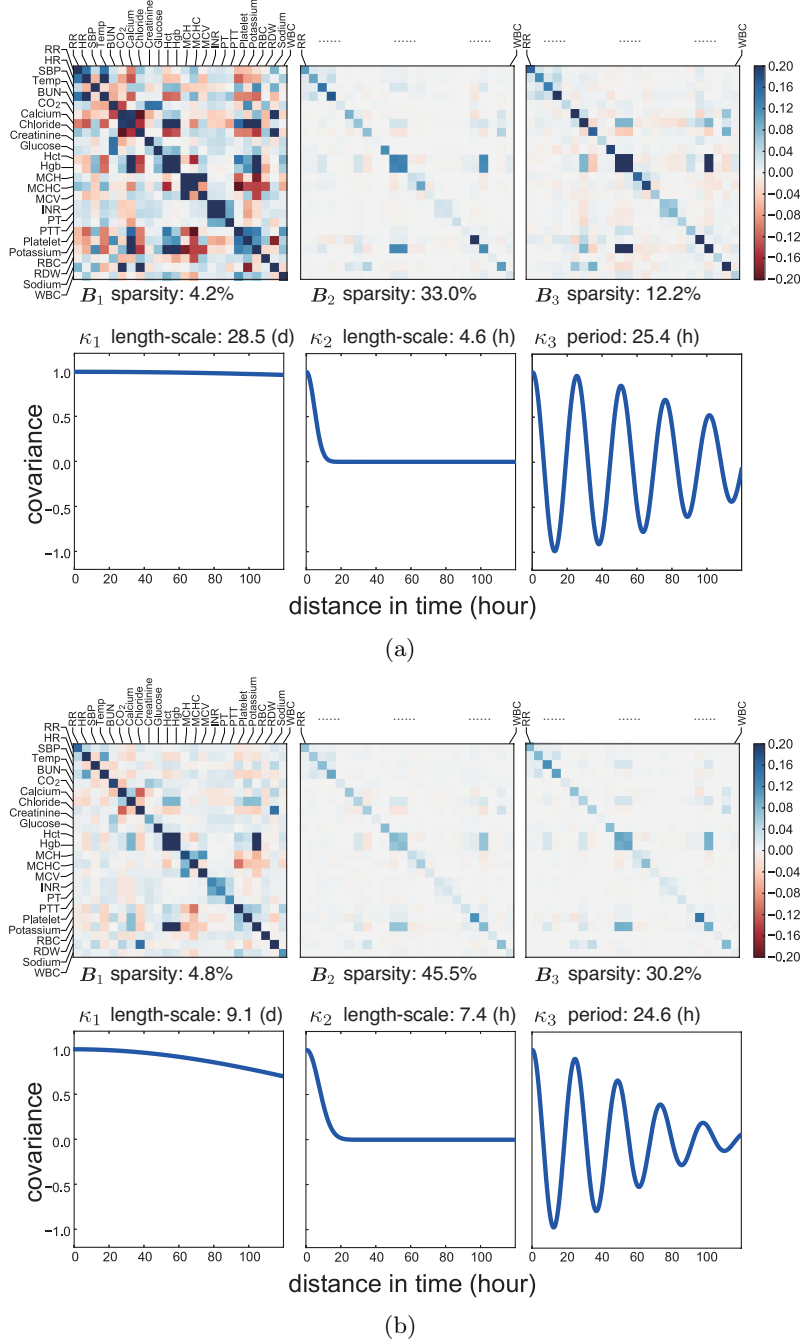 RR HR SBP Temp BUN CO2 Calcium Chloride Creatinine Glucose Hct Hgb MCH MCHC MCV INR PT PTT Platelet Potassium RBC RDW Sodium WBC
RR ...... ...... ...... WBC
RR ...... ...... ...... WBC
RR
HR
SBP
Temp
BUN
CO2
Calcium
Chloride
Creatinine
Glucose
Hct
Hgb
MCH
MCHC
MCV
INR
PT
PTT
Platelet
Potassium
RBC
RDW
Sodium
WBC
0.20
0.16
0.12
0.08
0.04
0.00
−0.04
−0.08
−0.12
−0.16
−0.20
B1 sparsity: 4.2%
B2 sparsity: 33.0%
B3 sparsity: 12.2%
κ1 length-scale: 28.5 (d)
κ2 length-scale: 4.6 (h)
κ3 period: 25.4 (h)
covariance
1.0
0.5
0.0
−0.5
−1.0
0 20 40 60 80 100
0 20 40 60 80 100
0 20 40 60 80 100
distance in time (hour)
(a)
RR HR SBP Temp BUN CO2 Calcium Chloride Creatinine Glucose Hct Hgb MCH MCHC MCV INR PT PTT Platelet Potassium RBC RDW Sodium WBC
RR ...... ...... ...... WBC
RR ...... ...... ...... WBC
RR
HR
SBP
Temp
BUN
CO2
Calcium
Chloride
Creatinine
Glucose
Hct
Hgb
MCH
MCHC
MCV
INR
PT
PTT
Platelet
Potassium
RBC
RDW
Sodium
WBC
0.20
0.16
0.12
0.08
0.04
0.00
−0.04
−0.08
−0.12
−0.16
−0.20
B1 sparsity: 4.8%
B2 sparsity: 45.5%
B3 sparsity: 30.2%
κ1 length-scale: 9.1 (d)
κ2 length-scale: 7.4 (h)
κ3 period: 24.6 (h)
covariance
1.0
0.5
0.0
−0.5
−1.0
0 20 40 60 80 100
0 20 40 60 80 100
0 20 40 60 80 100
distance in time (hour)
(b)